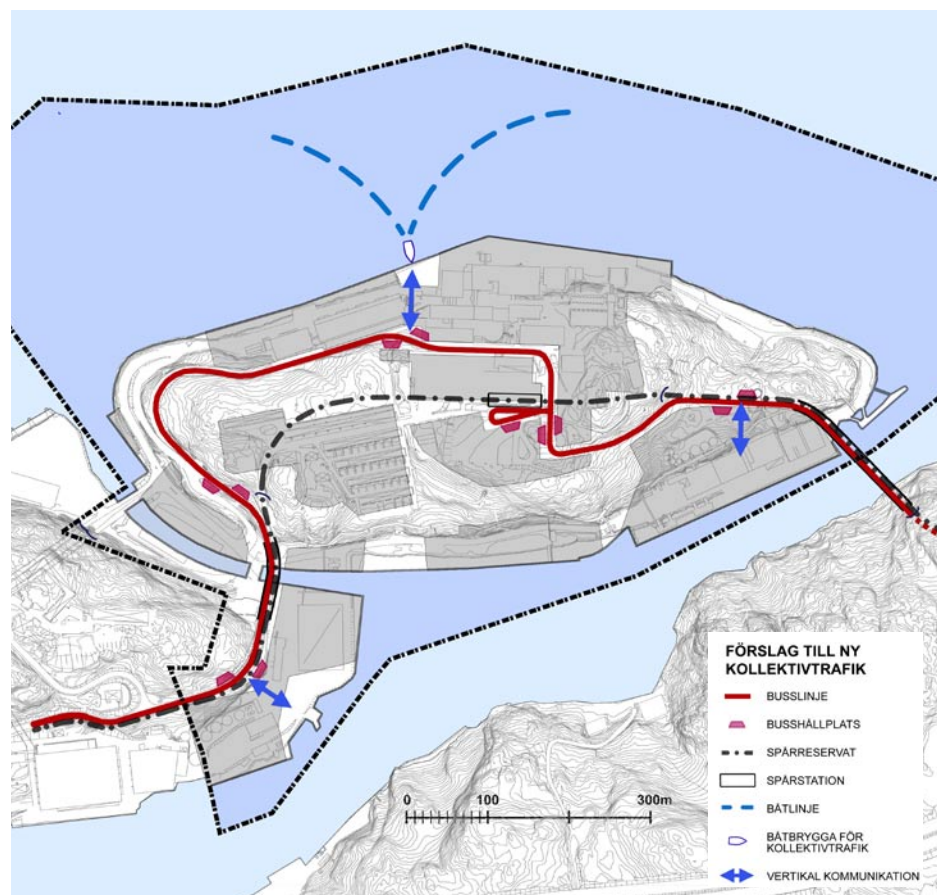 FÖRSLAG TILL NY
KOLLEKTIVTRAFIK
BUSSLINJE
BUSSHÅLLPLATS
SPÅRRESERVAT
SPÅRSTATION
BÅTLINJE
BÅTBRYGGA FÖR
KOLLEKTIVTRAFIK
VERTIKAL KOMMUNIKATION
0 100 300m